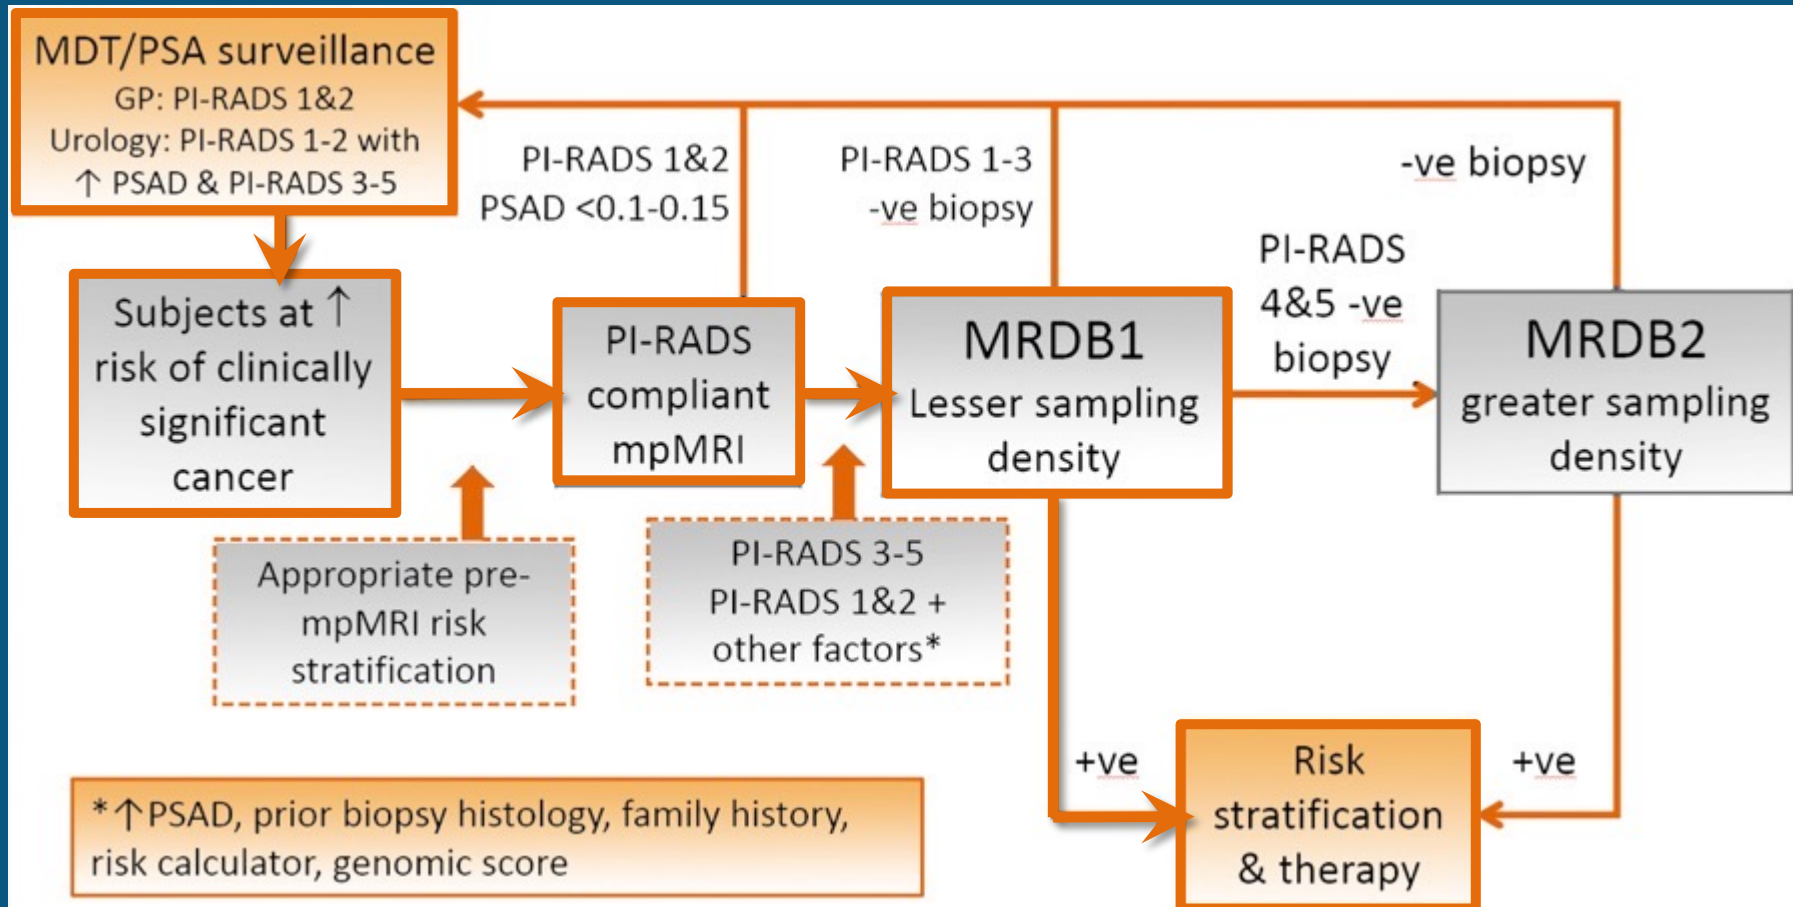 MDT/PSA surveillance
GP: PI-RADS 1&2
Urology: PI-RADS 1-2 with
↑ PSAD & PI-RADS 3-5
PI-RADS 1&2
PSAD <0.1-0.15
PI-RADS 1-3
-ve biopsy
-ve biopsy
PI-RADS
4&5 -ve
biopsy
Subjects at ↑
risk of clinically
significant
cancer
PI-RADS
compliant
mpMRI
MRDB1
Lesser sampling
density
MRDB2
greater sampling
density
Appropriate pre-
mpMRI risk
stratification
PI-RADS 3-5
PI-RADS 1&2 +
other factors*
+ve
Risk
stratification
& therapy
+ve
*↑PSAD, prior biopsy histology, family history,
risk calculator, genomic score